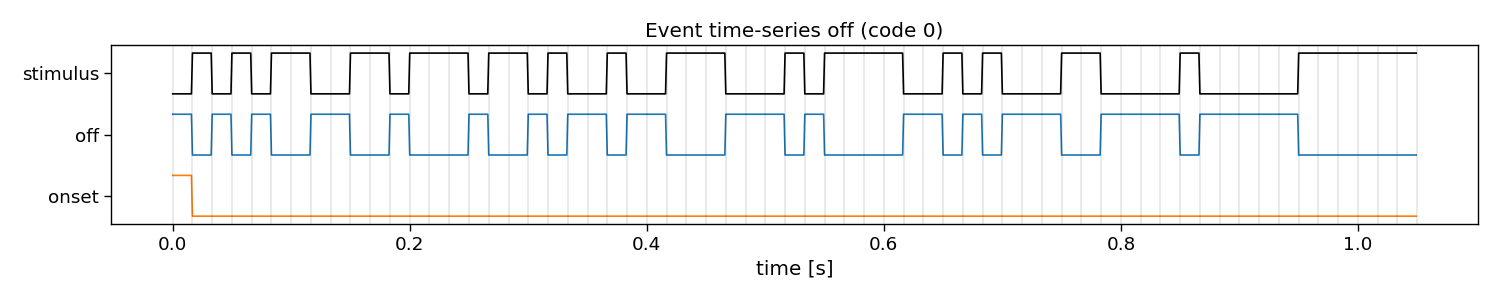 Event time-series off (code 0)
stimulus
off
onset
0.0 0.2 0.4 0.6 0.8 1.0
time [s]